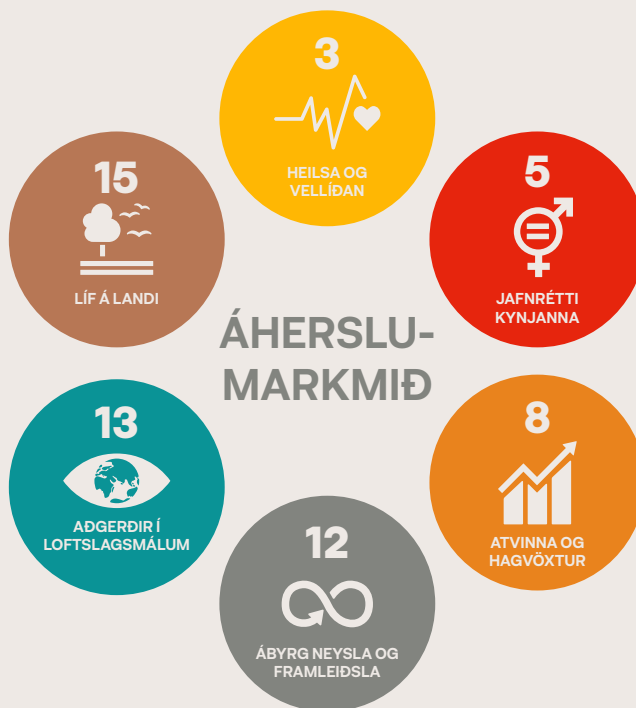 3
HEILSA OG
VELLÍÐAN
5
JAFNRÉTTI
KYNJANNA
8
ATVINNA OG
HAGVÖXTUR
12
ÁBYRG NEYSLA OG
FRAMLEIÐSLA
13
AÐGERÐIR Í
LOFTSLAGSMÁLUM
15
LÍF Á LANDI
ÁHERSLU-
MARKMIÐ